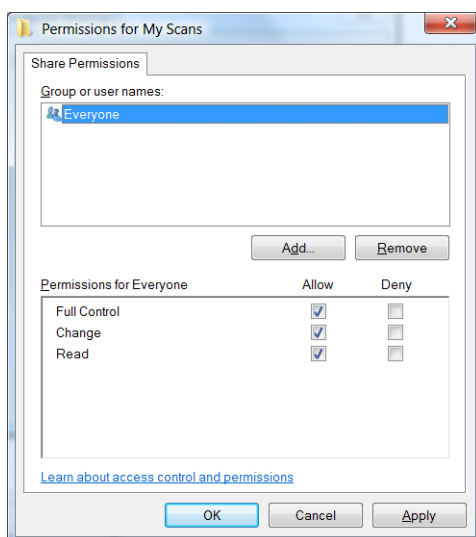 Permissions for My Scans
Share Permissions
Group or user names:
Everyone
Add...
Remove
Permissions for Everyone Allow Deny
Full Control
Change
Read
Learn about access control and permissions
OK Cancel Apply